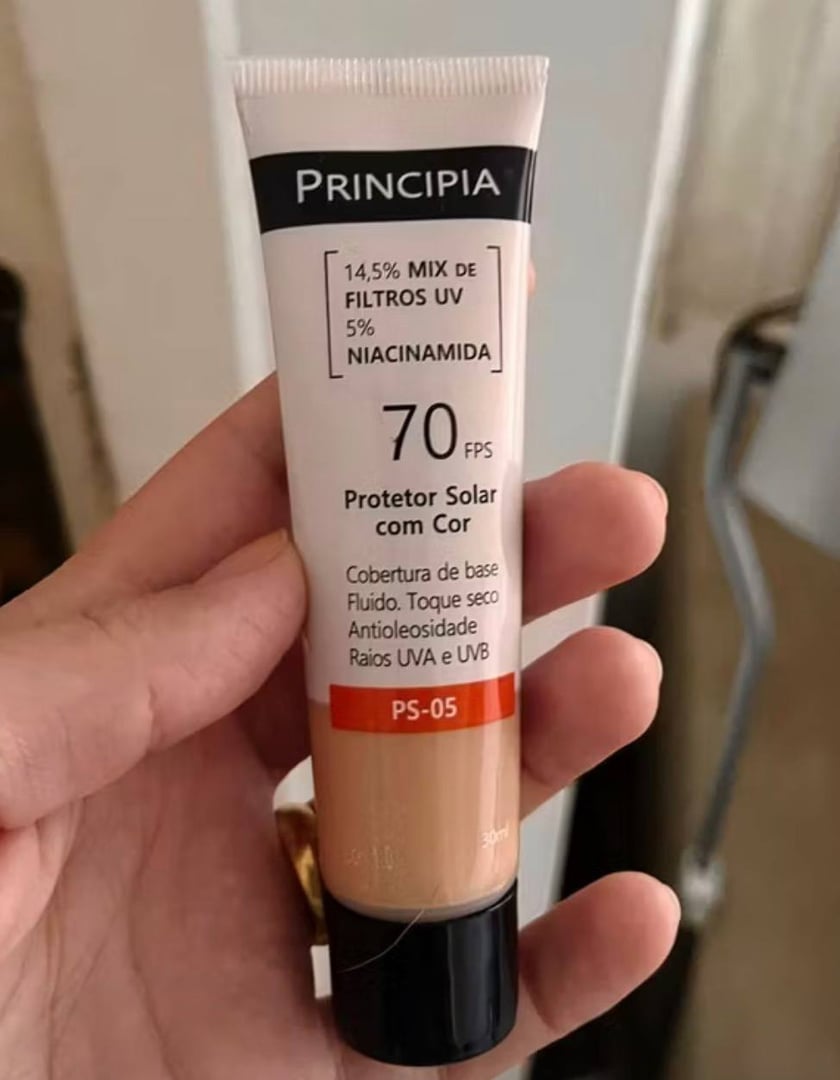 PRINCIPIA
14,5% MIX DE
FILTROS UV
5%
NIACINAMIDA
70 FPS
Protetor Solar
com Cor
Cobertura de base
Fluido. Toque seco
Antioleosidade
Raios UVA e UVB
PS-05
30ml